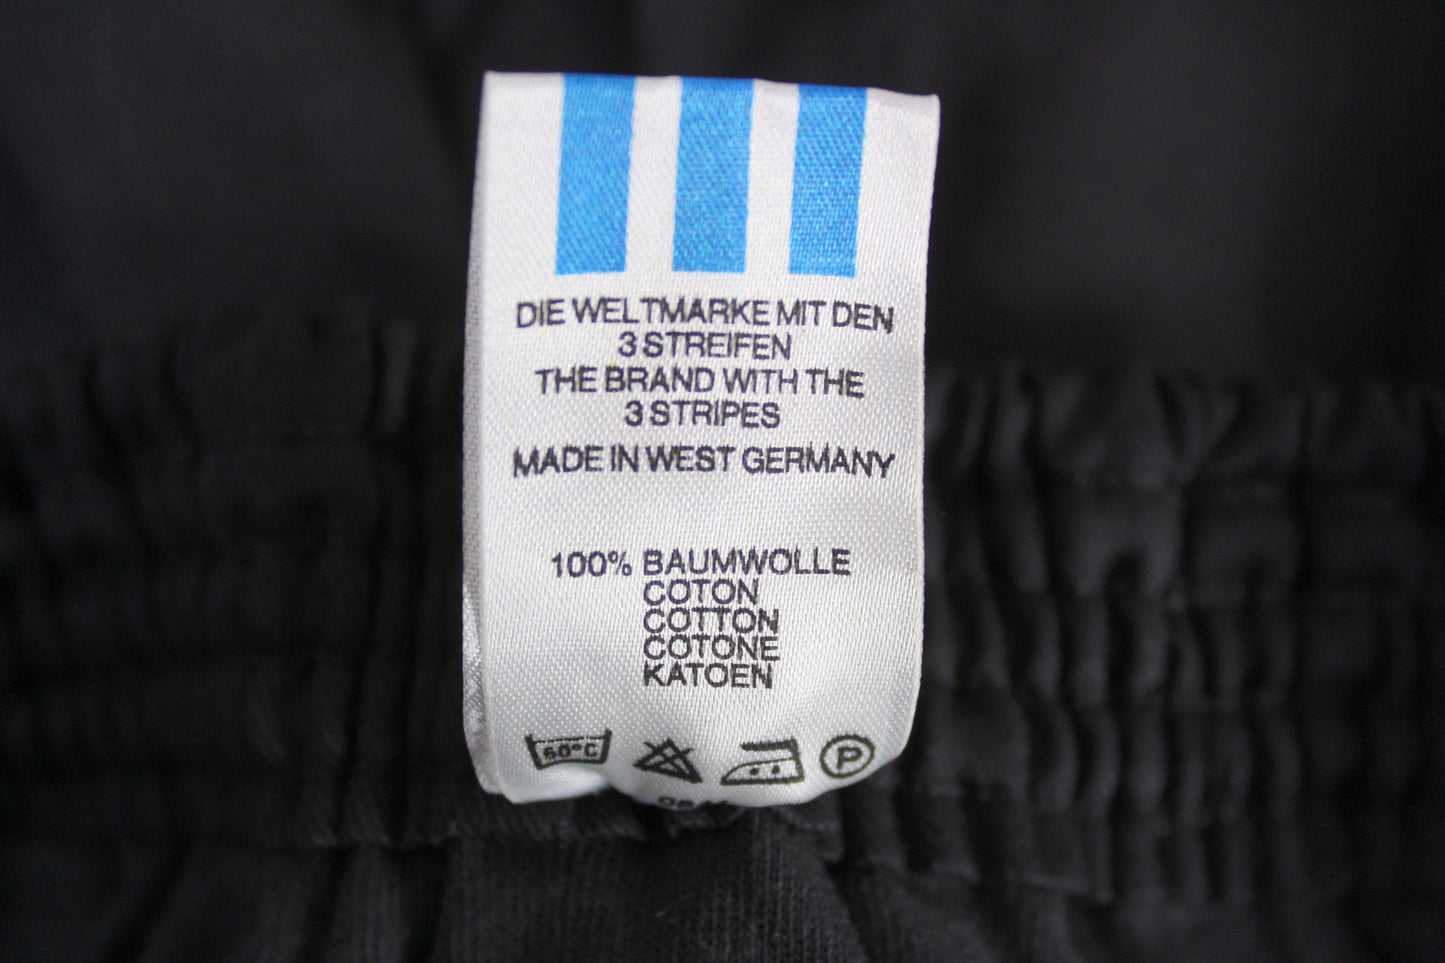 DIE WELTMARKE MIT DEN
3 STREIFEN
THE BRAND WITH THE
3 STRIPES
MADE IN WEST GERMANY
100% BAUMWOLLE
COTON
COTTON
COTONE
KATOEN
60°C
P